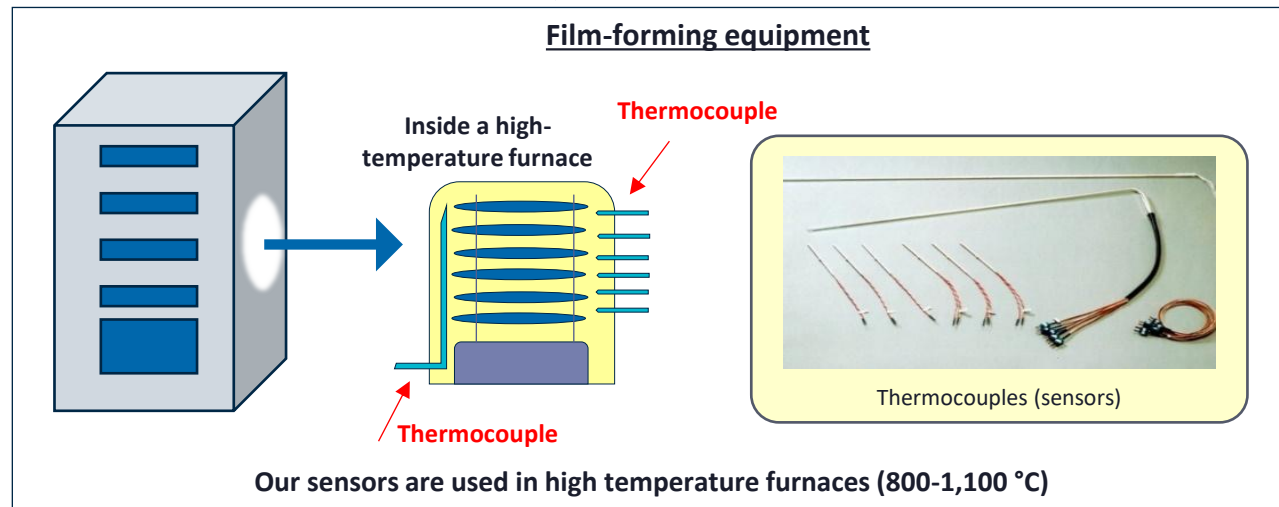 Film-forming equipment
Thermocouple
Inside a high-
temperature furnace
Thermocouple
Thermocouples (sensors)
Our sensors are used in high temperature furnaces (800-1,100 °C)